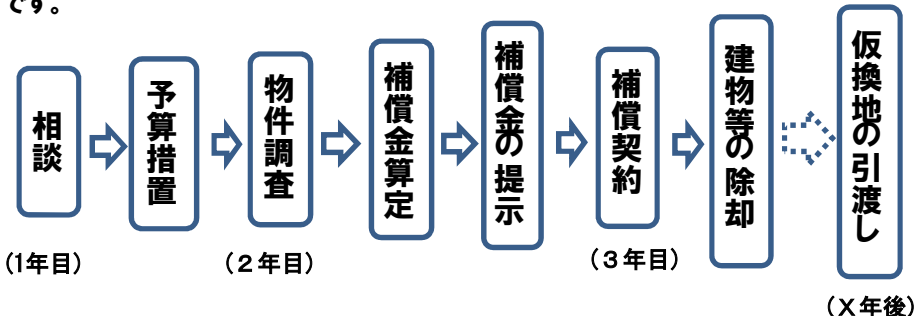 です。
相談
予算措置
物件調査
補償金算定
補償金の提示
補償契約
建物等の除却
仮換地の引渡し
(1年目)
(2年目)
(3年目)
(X年後)